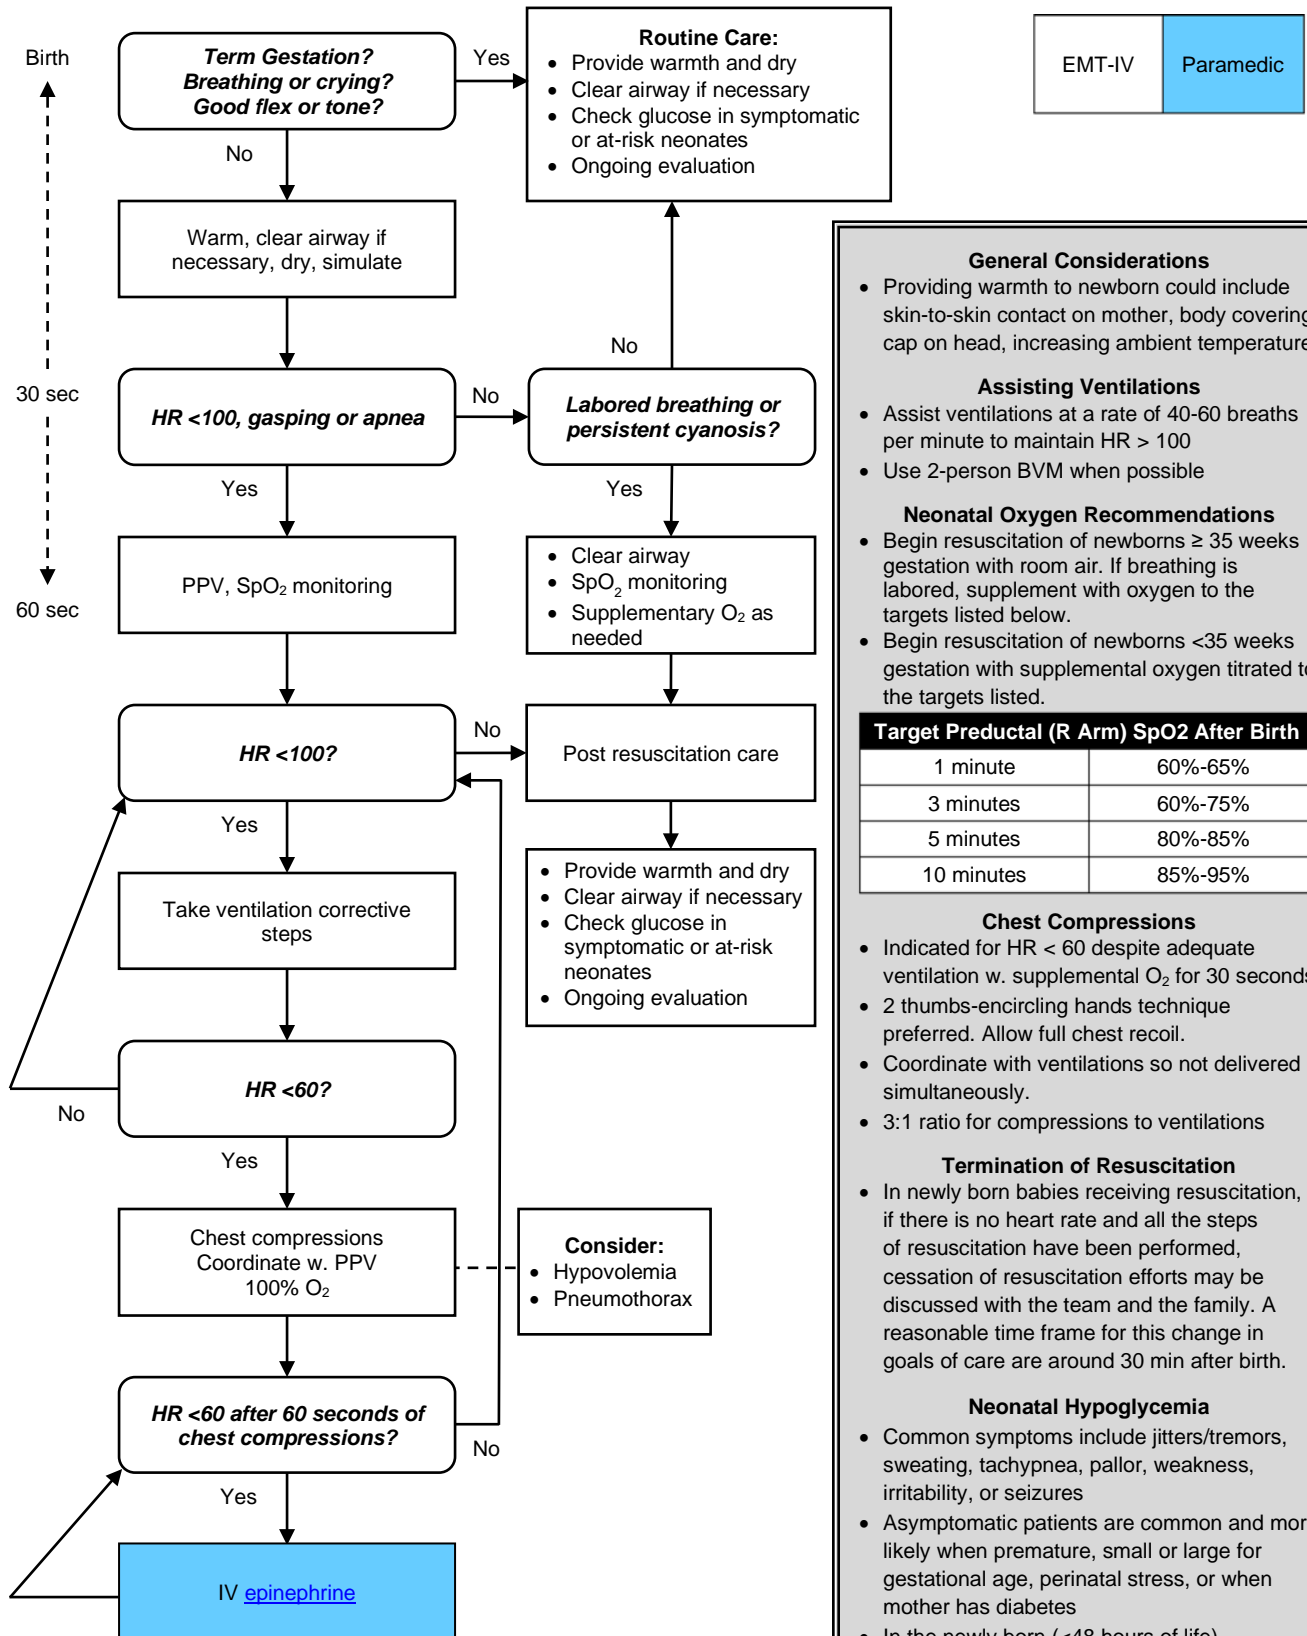 Birth
30 sec
60 sec
Term Gestation?
Breathing or crying?
Good flex or tone?
Yes
No
Routine Care:
• Provide warmth and dry
• Clear airway if necessary
• Check glucose in symptomatic
or at-risk neonates
• Ongoing evaluation
EMT-IV
Paramedic
Warm, clear airway if
necessary, dry, simulate
HR <100, gasping or apnea
No
Yes
Labored breathing or
persistent cyanosis?
No
Yes
PPV, SpO₂ monitoring
• Clear airway
• SpO₂ monitoring
• Supplementary O₂ as
needed
HR <100?
No
Yes
Post resuscitation care
Take ventilation corrective
steps
• Provide warmth and dry
• Clear airway if necessary
• Check glucose in
symptomatic or at-risk
neonates
• Ongoing evaluation
HR <60?
No
Yes
Chest compressions
Coordinate w. PPV
100% O₂
Consider:
• Hypovolemia
• Pneumothorax
HR <60 after 60 seconds of
chest compressions?
No
Yes
IV epinephrine
General Considerations
• Providing warmth to newborn could include
skin-to-skin contact on mother, body covering
cap on head, increasing ambient temperature
Assisting Ventilations
• Assist ventilations at a rate of 40-60 breaths
per minute to maintain HR > 100
• Use 2-person BVM when possible
Neonatal Oxygen Recommendations
• Begin resuscitation of newborns ≥ 35 weeks
gestation with room air. If breathing is
labored, supplement with oxygen to the
targets listed below.
• Begin resuscitation of newborns <35 weeks
gestation with supplemental oxygen titrated to
the targets listed.
Target Preductal (R Arm) SpO2 After Birth
1 minute 60%-65%
3 minutes 60%-75%
5 minutes 80%-85%
10 minutes 85%-95%
Chest Compressions
• Indicated for HR < 60 despite adequate
ventilation w. supplemental O₂ for 30 seconds
• 2 thumbs-encircling hands technique
preferred. Allow full chest recoil.
• Coordinate with ventilations so not delivered
simultaneously.
• 3:1 ratio for compressions to ventilations
Termination of Resuscitation
• In newly born babies receiving resuscitation,
if there is no heart rate and all the steps
of resuscitation have been performed,
cessation of resuscitation efforts may be
discussed with the team and the family. A
reasonable time frame for this change in
goals of care are around 30 min after birth.
Neonatal Hypoglycemia
• Common symptoms include jitters/tremors,
sweating, tachypnea, pallor, weakness,
irritability, or seizures
• Asymptomatic patients are common and mor
likely when premature, small or large for
gestational age, perinatal stress, or when
mother has diabetes
• In the newly born (<48 hours of life)